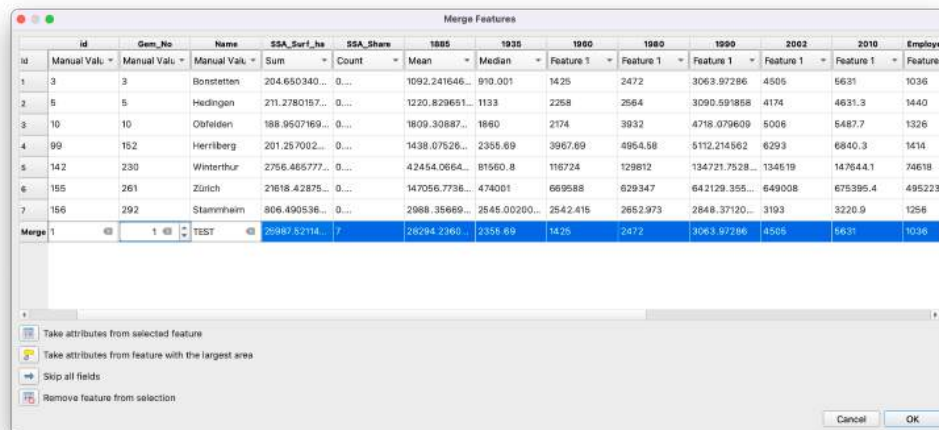 Merge Features
id Gem_No Name SSA_Surf_ha SSA_Share 1885 1935 1960 1980 1990 2002 2010 Employe
Id Manual Valu Manual Valu Manual Valu Sum Count Mean Median Feature 1 Feature 1 Feature 1 Feature 1 Feature 1 Feature
1 3 3 Bonstetten 204.650340... 0.... 1092.241646... 910.001 1425 2472 3063.97286 4505 5631 1036
2 5 5 Hedingen 211.2780157... 0.... 1220.829651... 1133 2258 2564 3090.591858 4174 4631.3 1440
3 10 10 Obfelden 188.9507169... 0.... 1809.30887... 1860 2174 3932 4718.079609 5006 5487.7 1326
4 99 152 Herrliberg 201.257002... 0.... 1438.07526... 2355.69 3967.69 4954.58 5112.214562 6293 6840.3 1414
5 142 230 Winterthur 2756.465777... 0.... 42454.0664... 81560.8 116724 129812 134721.7528... 134519 147644.1 74618
6 155 261 Zürich 21618.42875... 0.... 147056.7736... 474001 669588 629347 642129.355... 649008 675395.4 495223
7 156 292 Stammheim 806.490536... 0.... 2988.35669... 2545.00200... 2542.415 2652.973 2848.37120... 3193 3220.9 1256
Merge 1 1 TEST 25987.52114... 7 28294.2360... 2355.69 1425 2472 3063.97286 4505 5631 1036
Take attributes from selected feature
Take attributes from feature with the largest area
Skip all fields
Remove feature from selection
Cancel OK